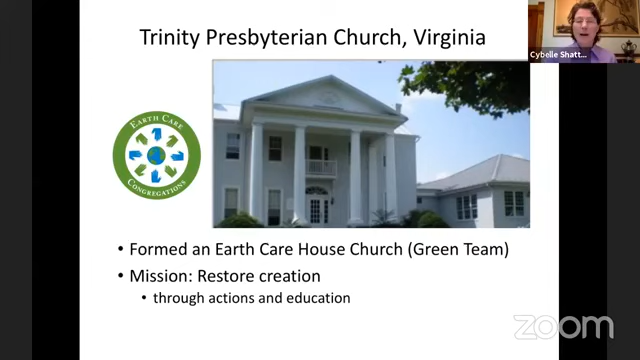 Trinity Presbyterian Church, Virginia
Cybelle Shatt...
EARTH CARE
CONGREGATIONS
• Formed an Earth Care House Church (Green Team)
• Mission: Restore creation
• through actions and education
zoom